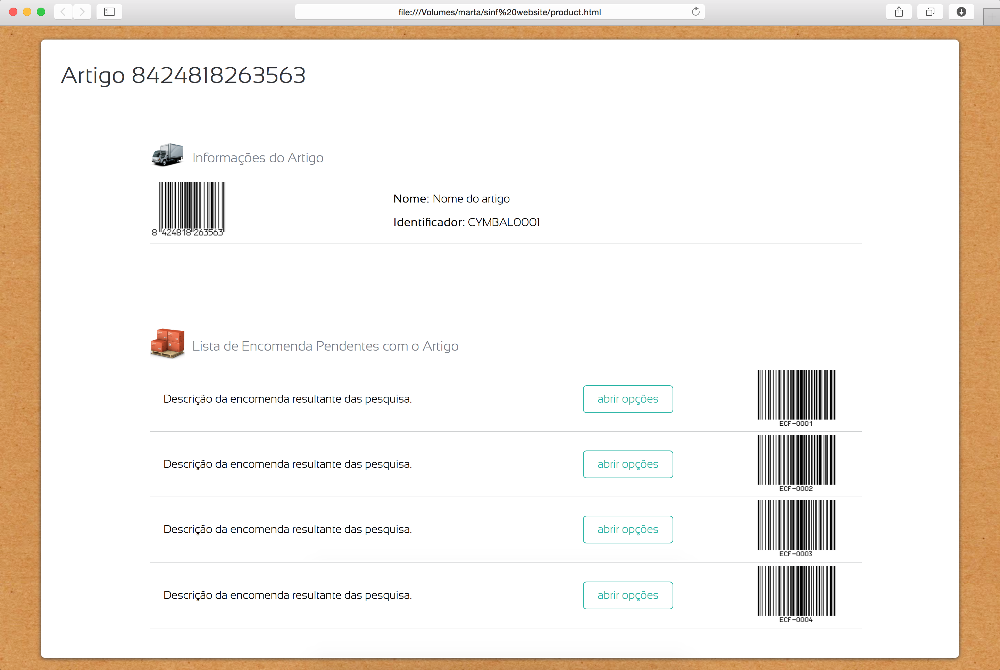 file:///Volumes/marta/sinf%20website/product.html
Artigo 8424818263563
Informações do Artigo
8 424818 263563
Nome: Nome do artigo
Identificador: CYMBAL0001
Lista de Encomenda Pendentes com o Artigo
Descrição da encomenda resultante das pesquisa. abrir opções
ECF-0001
Descrição da encomenda resultante das pesquisa. abrir opções
ECF-0002
Descrição da encomenda resultante das pesquisa. abrir opções
ECF-0003
Descrição da encomenda resultante das pesquisa. abrir opções
ECF-0004